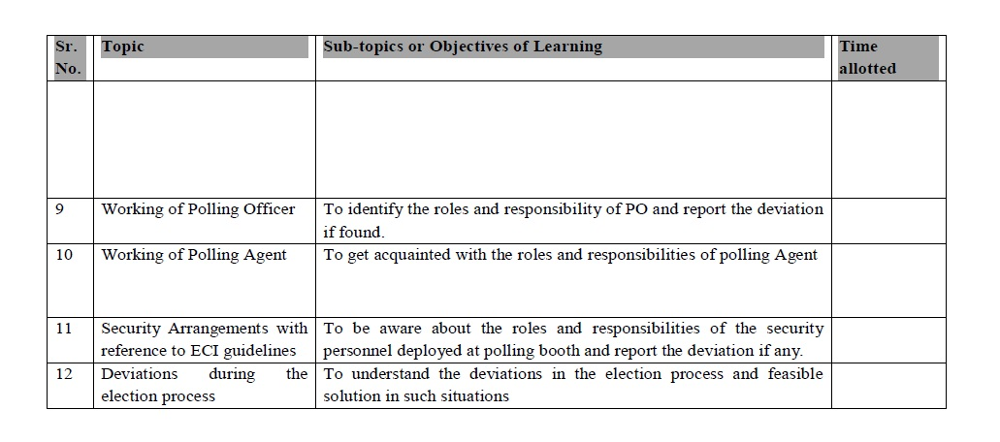 Sr. No. Topic Sub-topics or Objectives of Learning Time allotted
9 Working of Polling Officer To identify the roles and responsibility of PO and report the deviation
if found.
10 Working of Polling Agent To get acquainted with the roles and responsibilities of polling Agent
11 Security Arrangements with To be aware about the roles and responsibilities of the security
reference to ECI guidelines personnel deployed at polling booth and report the deviation if any.
12 Deviations during the To understand the deviations in the election process and feasible
election process solution in such situations